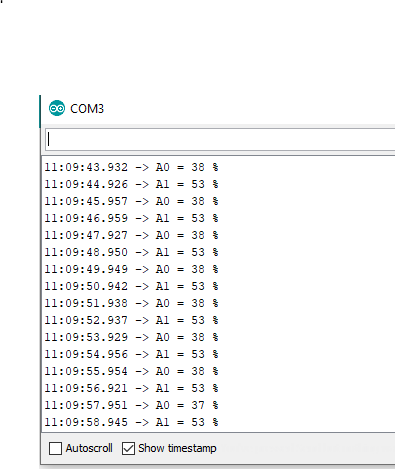 COM3
11:09:43.932 -> A0 = 38 %
11:09:44.926 -> A1 = 53 %
11:09:45.957 -> A0 = 38 %
11:09:46.959 -> A1 = 53 %
11:09:47.927 -> A0 = 38 %
11:09:48.950 -> A1 = 53 %
11:09:49.949 -> A0 = 38 %
11:09:50.942 -> A1 = 53 %
11:09:51.938 -> A0 = 38 %
11:09:52.937 -> A1 = 53 %
11:09:53.929 -> A0 = 38 %
11:09:54.956 -> A1 = 53 %
11:09:55.954 -> A0 = 38 %
11:09:56.921 -> A1 = 53 %
11:09:57.951 -> A0 = 37 %
11:09:58.945 -> A1 = 53 %
Autoscroll Show timestamp